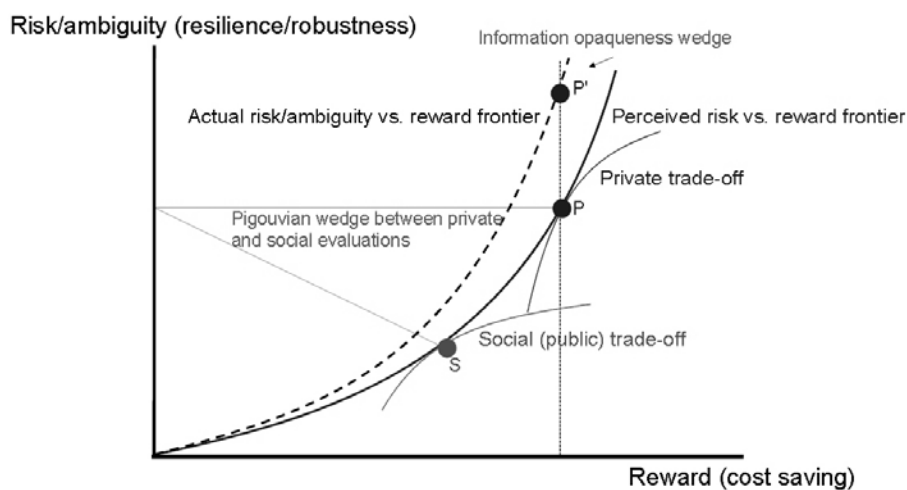 Risk/ambiguity (resilience/robustness)
Information opaqueness wedge
P'
Actual risk/ambiguity vs. reward frontier
Perceived risk vs. reward frontier
Private trade-off
P
Pigouvian wedge between private
and social evaluations
Social (public) trade-off
S
Reward (cost saving)